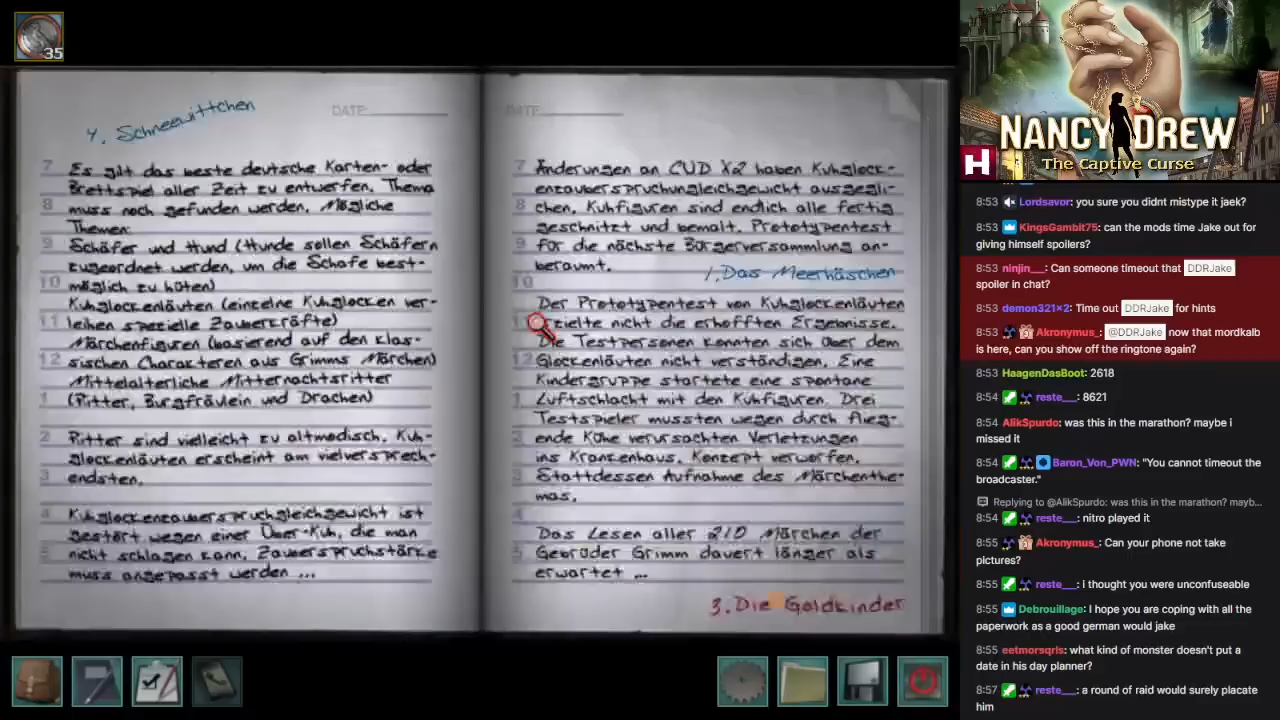 35
4. Schneewittchen
DATE:
7 Es gilt das beste deutsche Karten- oder
Brettspiel aller Zeit zu entwerfen. Thema
8 muss noch gefunden werden. Mögliche
Themen:
9 Schäfer und Hund (Hunde sollen Schäfern
zugeordnet werden, um die Schafe best-
10 möglich zu hüten)
Kuhglockenläuten (einzelne Kuhglocken ver-
11 leihen spezielle Zauberkräfte)
Märchenfiguren (basierend auf den klas-
12 sischen Charakteren aus Grimms Märchen)
Mittelalterliche Mitternachtsritter
1 (Ritter, Burgfräulein und Drachen)
2 Ritter sind vielleicht zu altmodisch. Kuh-
glockenläuten erscheint am vielversprech-
3 endsten.
4 Kuhglockenzauberspruchgleichgewicht ist
gestört wegen einer Über-Kuh, die man
5 nicht schlagen kann. Zauberspruchstärke
muss angepasst werden ...
DATE:
7 Änderungen an CUD X2 haben Kuhglock-
enzauberspruchungleichgewicht ausgegli-
8 chen. Kuhfiguren sind endlich alle fertig
geschnitzt und bemalt. Prototypentest
9 für die nächste Bürgerversammlung an-
beraumt.
1. Das Meerhäschen
10
Der Prototypentest von Kuhglockenläuten
erzielte nicht die erhofften Ergebnisse.
Die Testpersonen konnten sich über dem
12 Glockenläuten nicht verständigen. Eine
Kindergruppe startete eine spontane
1 Luftschlacht mit den Kuhfiguren. Drei
Testspieler mussten wegen durch flieg-
2 ende Kühe verursachten Verletzungen
ins Krankenhaus. Konzept verworfen.
3 Stattdessen Aufnahme des Märchenthe-
mas.
4
Das Lesen aller 210 Märchen der
5 Gebrüder Grimm dauert länger als
erwartet ...
3. Die Goldkinder
NANCY DREW
The Captive Curse
H
8:53 Lordsavor: you sure you didnt mistype it jaek?
8:53 KingsGambit75: can the mods time Jake out for
giving himself spoilers?
8:53 ninjin__: Can someone timeout that DDRJake
spoiler in chat?
8:53 demon321x2: Time out DDRJake for hints
8:53 Akronymus_: @DDRJake now that mordkalb
is here, can you show off the ringtone again?
8:53 HaagenDasBoot: 2618
8:54 reste___: 8621
8:54 AlikSpurdo: was this in the marathon? maybe i
missed it
8:54 Baron_Von_PWN: "You cannot timeout the
broadcaster."
Replying to @AlikSpurdo: was this in the marathon? mayb...
8:54 reste___: nitro played it
8:55 Akronymus_: Can your phone not take
pictures?
8:55 reste___: i thought you were unconfuseable
8:55 Debrouillage: I hope you are coping with all the
paperwork as a good german would jake
8:55 eetmorsqrls: what kind of monster doesn't put a
date in his day planner?
8:57 reste___: a round of raid would surely placate
him